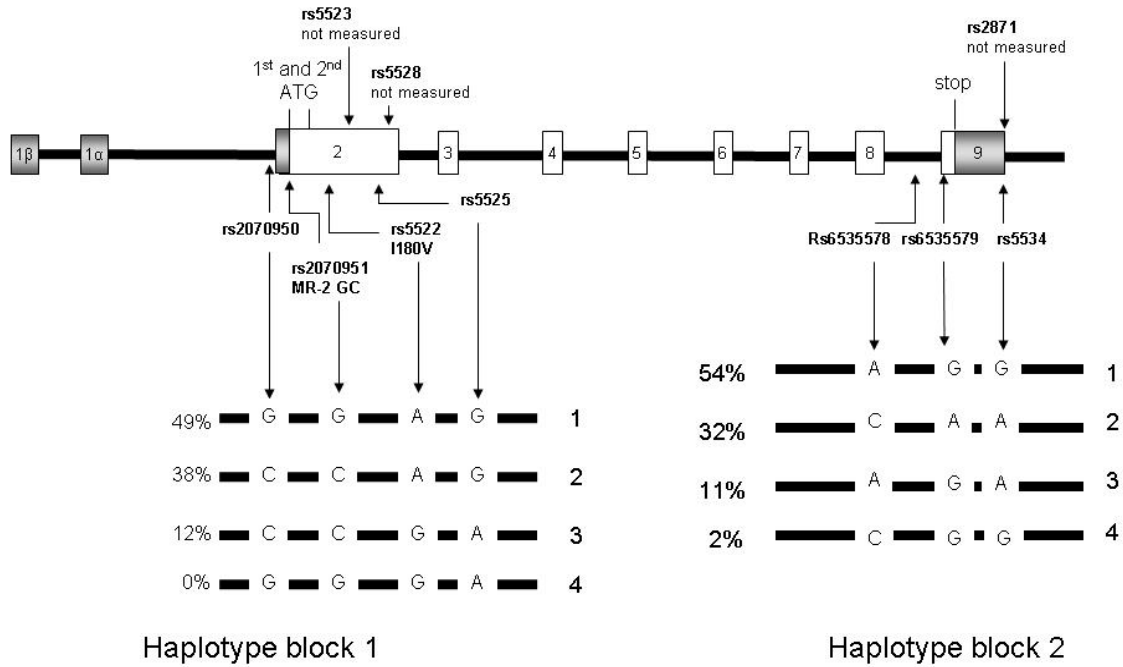 rs5523
not measured
rs2871
not measured
1st and 2nd
ATG
rs5528
not measured
stop
1β
1α
2
3
4
5
6
7
8
9
rs2070950
rs2070951
MR-2 GC
rs5522
I180V
rs5525
Rs6535578
rs6535579
rs5534
49% G G A G 1
38% C C A G 2
12% C C G A 3
0% G G G A 4
54% A G G 1
32% C A A 2
11% A G A 3
2% C G G 4
Haplotype block 1
Haplotype block 2